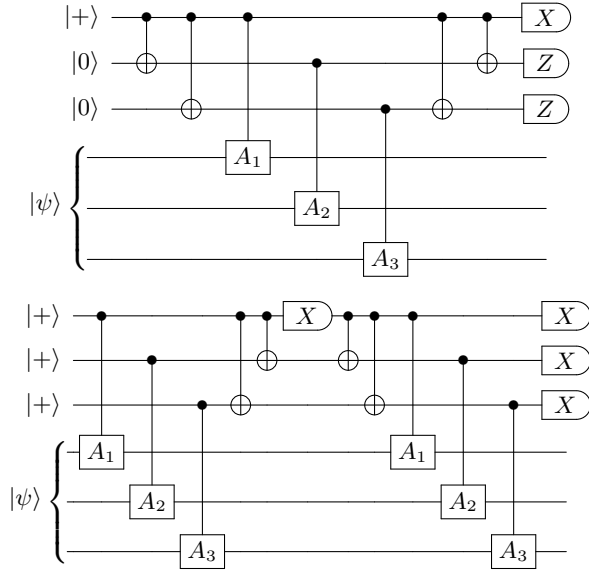 |+⟩ X
|0⟩ Z
|0⟩ Z
A₁
|ψ⟩ A₂
A₃
|+⟩ X X
|+⟩ X
|+⟩ X
A₁ A₁
|ψ⟩ A₂ A₂
A₃ A₃